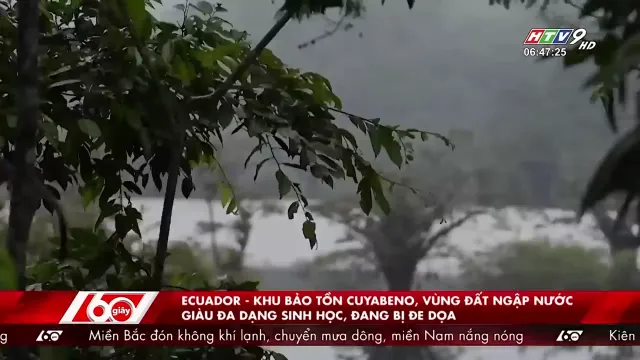 HTV9 HD
06:47:25
60 giây
ECUADOR - KHU BẢO TỒN CUYABENO, VÙNG ĐẤT NGẬP NƯỚC
GIÀU ĐA DẠNG SINH HỌC, ĐANG BỊ ĐE DỌA
Miền Bắc đón không khí lạnh, chuyển mưa dông, miền Nam nắng nóng
60